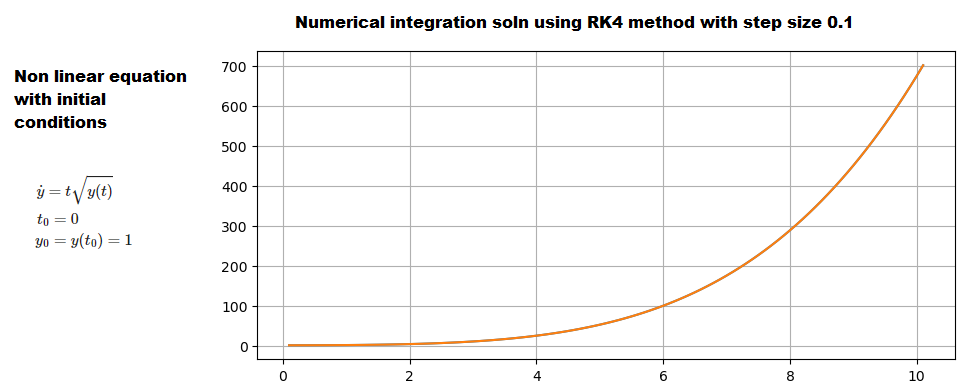 Numerical integration soln using RK4 method with step size 0.1
Non linear equation
with initial
conditions
ẏ = t√y(t)
t₀ = 0
y₀ = y(t₀) = 1
700
600
500
400
300
200
100
0
0 2 4 6 8 10